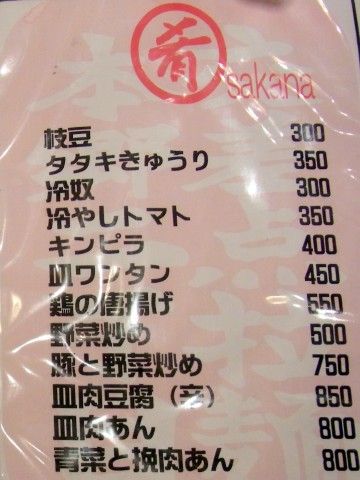 肴
sakana
枝豆 300
タタキきゅうり 350
冷奴 300
冷やしトマト 350
キンピラ 400
皿ワンタン 450
鶏の唐揚げ 550
野菜炒め 500
豚と野菜炒め 750
皿肉豆腐（辛） 850
皿肉あん 800
青菜と挽肉あん 800